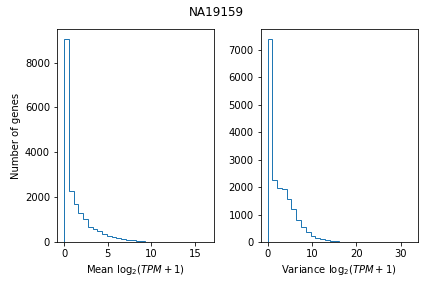 NA19159
Number of genes
8000
6000
4000
2000
0
0 5 10 15
Mean log₂(TPM + 1)
7000
6000
5000
4000
3000
2000
1000
0
0 10 20 30
Variance log₂(TPM + 1)